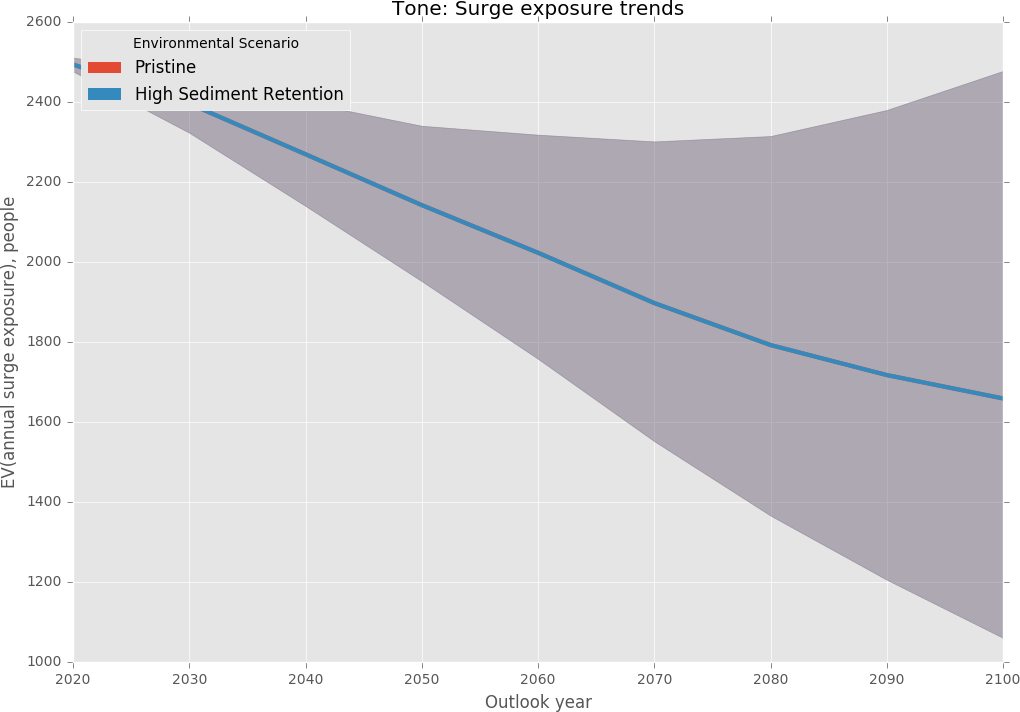 Tone: Surge exposure trends
Environmental Scenario
Pristine
High Sediment Retention
EV(annual surge exposure), people
2600
2400
2200
2000
1800
1600
1400
1200
1000
2020 2030 2040 2050 2060 2070 2080 2090 2100
Outlook year